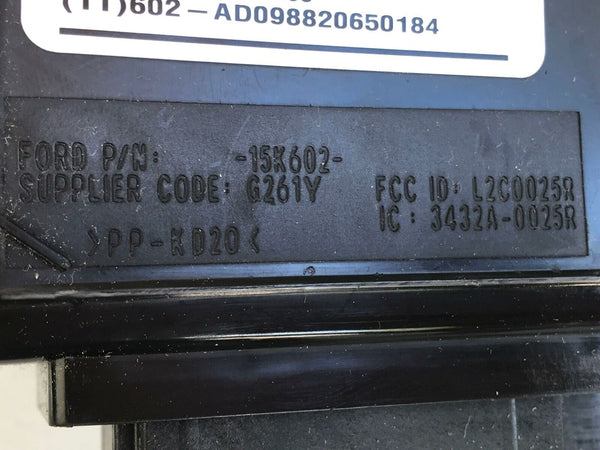 (11)602-AD098820650184
FORD P/N: -15K602-
SUPPLIER CODE: G261Y FCC ID: L2C0025R
IC: 3432A-0025R
>PP-KD20<